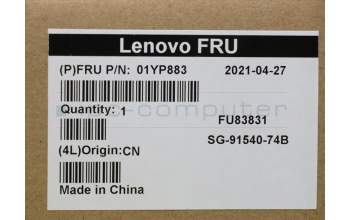 Lenovo FRU
(P)FRU P/N: 01YP883 2021-04-27
Quantity: 1
FU83831
SG-91540-74B
(4L)Origin:CN
Made in China